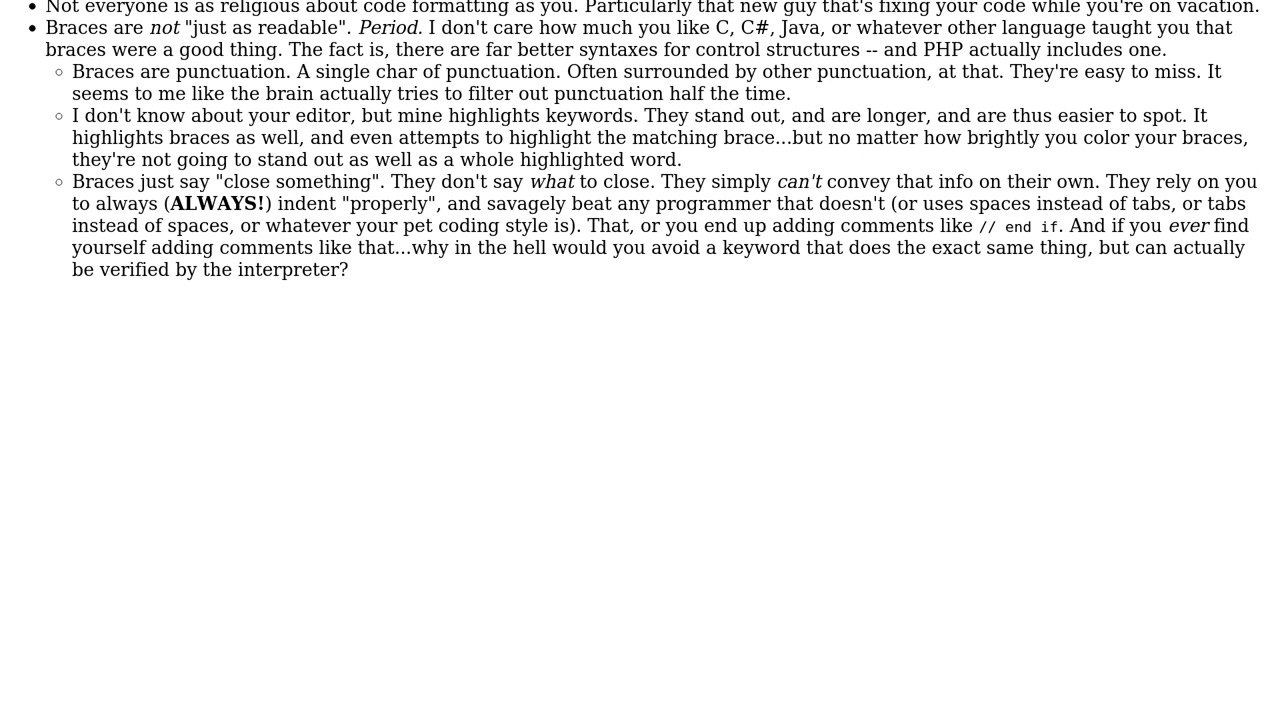 Not everyone is as religious about code formatting as you. Particularly that new guy that's fixing your code while you're on vacation.
Braces are not "just as readable". Period. I don't care how much you like C, C#, Java, or whatever other language taught you that
braces were a good thing. The fact is, there are far better syntaxes for control structures -- and PHP actually includes one.
Braces are punctuation. A single char of punctuation. Often surrounded by other punctuation, at that. They're easy to miss. It
seems to me like the brain actually tries to filter out punctuation half the time.
I don't know about your editor, but mine highlights keywords. They stand out, and are longer, and are thus easier to spot. It
highlights braces as well, and even attempts to highlight the matching brace...but no matter how brightly you color your braces,
they're not going to stand out as well as a whole highlighted word.
Braces just say "close something". They don't say what to close. They simply can't convey that info on their own. They rely on you
to always (ALWAYS!) indent "properly", and savagely beat any programmer that doesn't (or uses spaces instead of tabs, or tabs
instead of spaces, or whatever your pet coding style is). That, or you end up adding comments like // end if. And if you ever find
yourself adding comments like that...why in the hell would you avoid a keyword that does the exact same thing, but can actually
be verified by the interpreter?